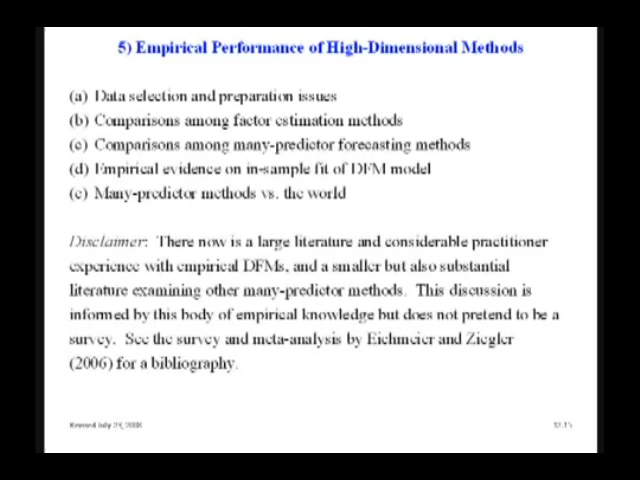 5) Empirical Performance of High-Dimensional Methods
(a) Data selection and preparation issues
(b) Comparisons among factor estimation methods
(c) Comparisons among many-predictor forecasting methods
(d) Empirical evidence on in-sample fit of DFM model
(e) Many-predictor methods vs. the world
Disclaimer: There now is a large literature and considerable practitioner
experience with empirical DFMs, and a smaller but also substantial
literature examining other many-predictor methods. This discussion is
informed by this body of empirical knowledge but does not pretend to be a
survey. See the survey and meta-analysis by Eichmeier and Ziegler
(2006) for a bibliography.
Revised July 23, 2008